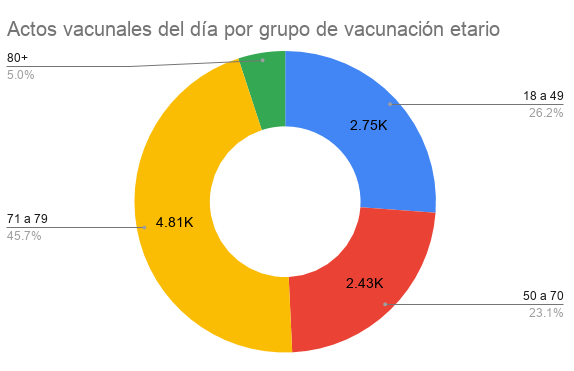 Actos vacunales del día por grupo de vacunación etario
80+
5.0%
18 a 49
26.2%
2.75K
71 a 79
45.7%
4.81K
2.43K
50 a 70
23.1%